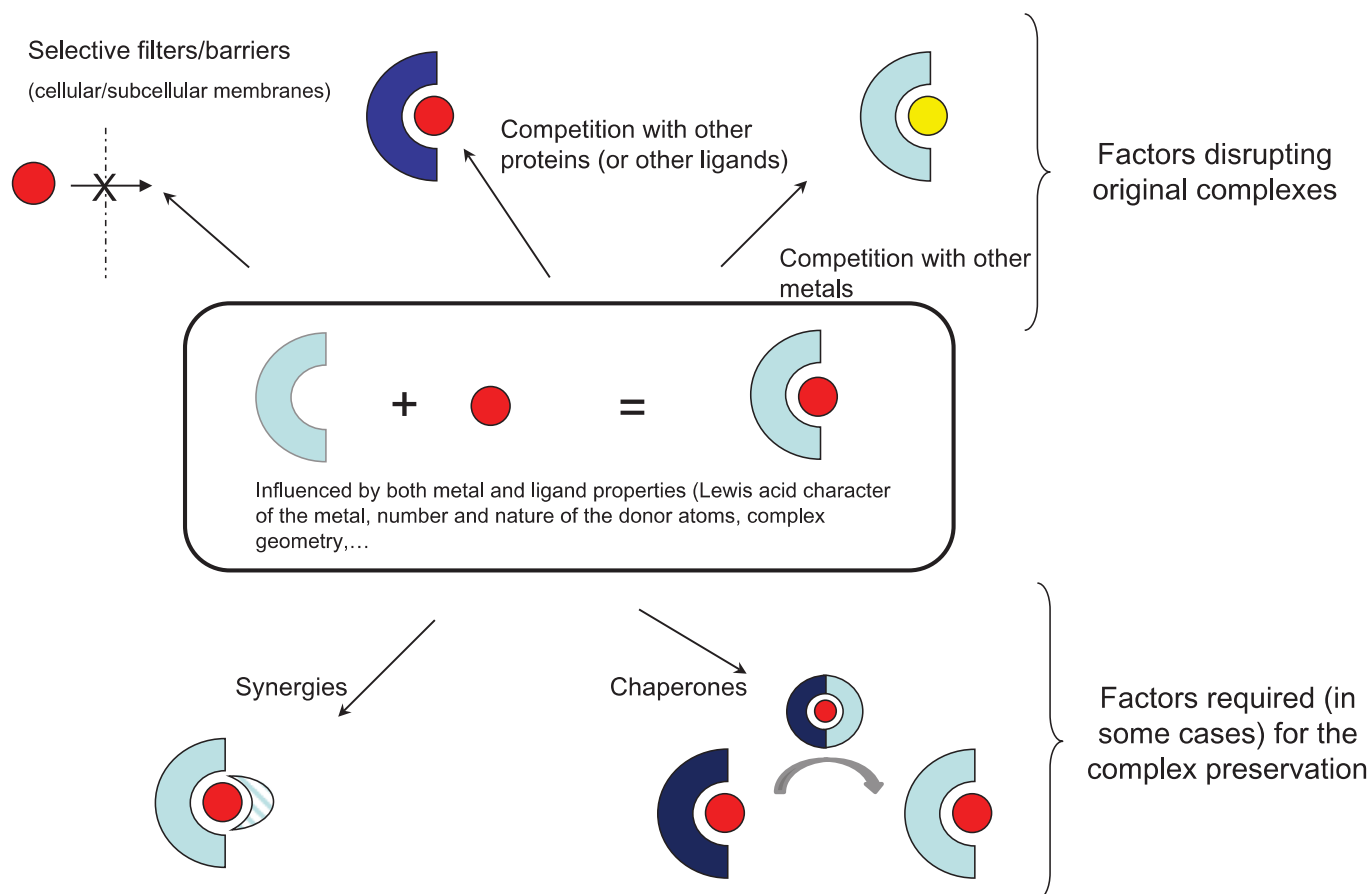 Selective filters/barriers
(cellular/subcellular membranes)
X
Competition with other
proteins (or other ligands)
Competition with other
metals
Factors disrupting
original complexes
+
=
Influenced by both metal and ligand properties (Lewis acid character
of the metal, number and nature of the donor atoms, complex
geometry,…
Synergies
Chaperones
Factors required (in
some cases) for the
complex preservation